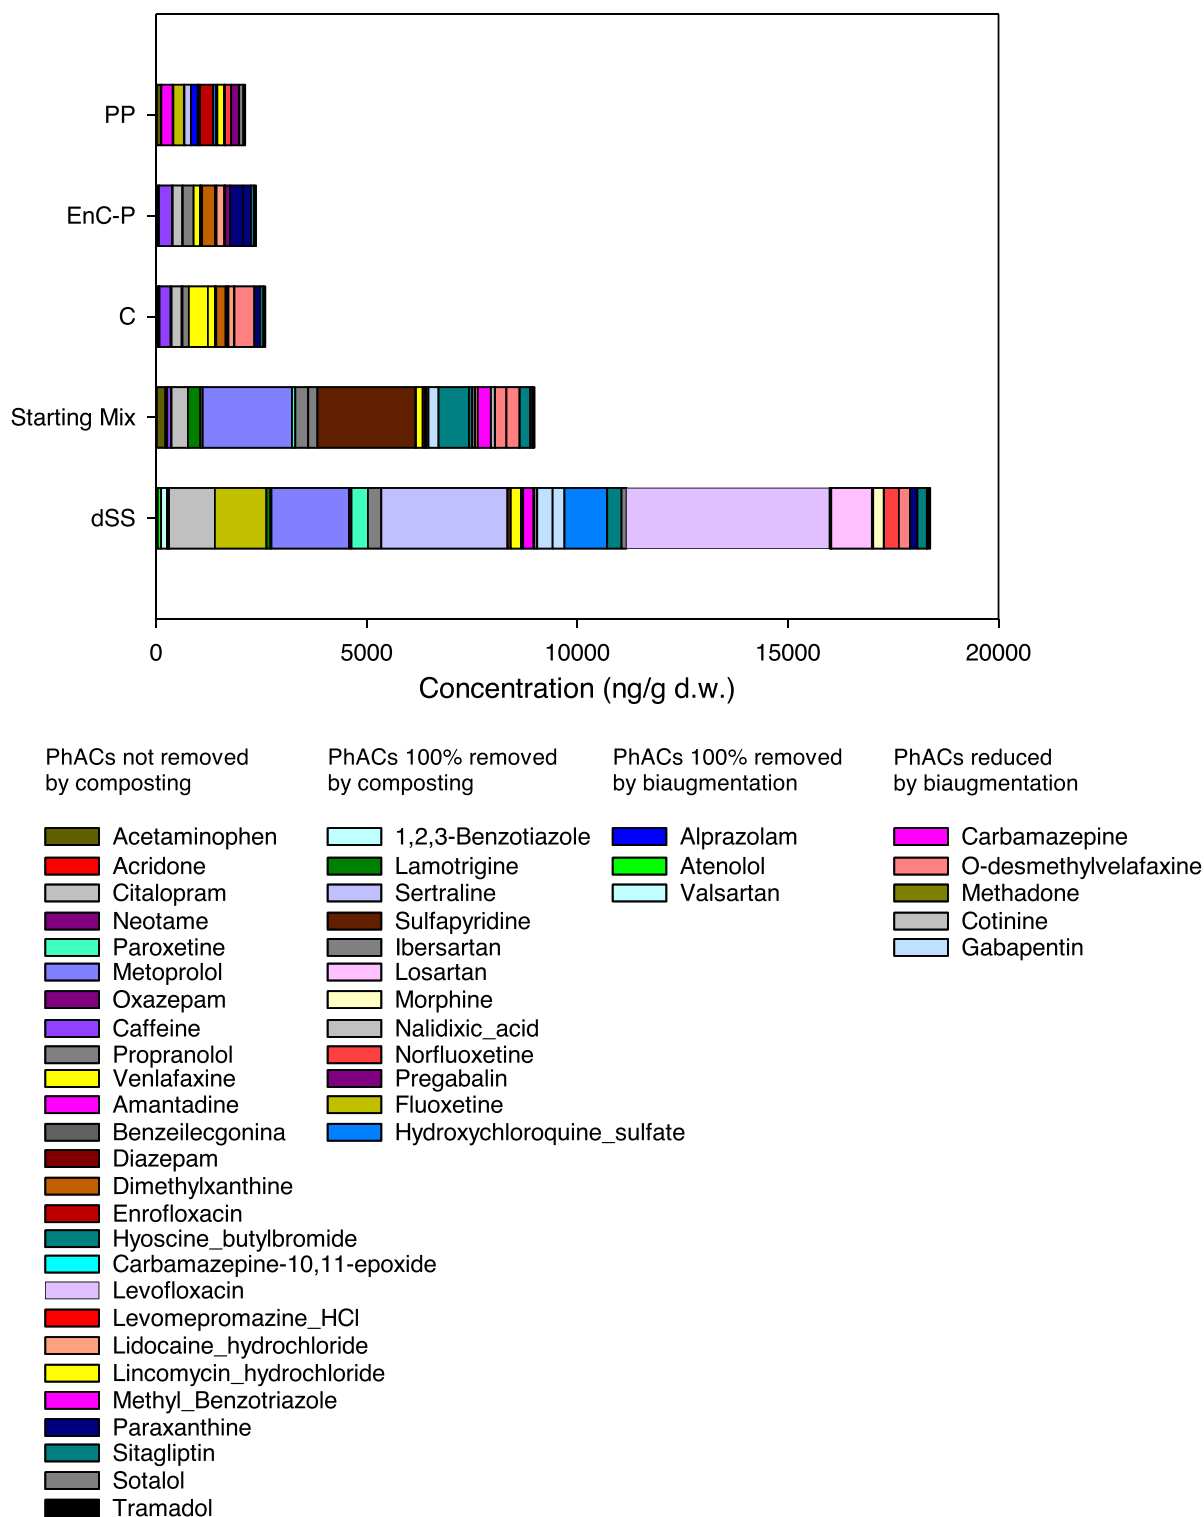 PP
EnC-P
C
Starting Mix
dSS
0 5000 10000 15000 20000
Concentration (ng/g d.w.)
PhACs not removed
by composting
Acetaminophen
Acridone
Citalopram
Neotame
Paroxetine
Metoprolol
Oxazepam
Caffeine
Propranolol
Venlafaxine
Amantadine
Benzeilecgonina
Diazepam
Dimethylxanthine
Enrofloxacin
Hyoscine_butylbromide
Carbamazepine-10,11-epoxide
Levofloxacin
Levomepromazine_HCl
Lidocaine_hydrochloride
Lincomycin_hydrochloride
Methyl_Benzotriazole
Paraxanthine
Sitagliptin
Sotalol
Tramadol
PhACs 100% removed
by composting
1,2,3-Benzotiazole
Lamotrigine
Sertraline
Sulfapyridine
Ibersartan
Losartan
Morphine
Nalidixic_acid
Norfluoxetine
Pregabalin
Fluoxetine
Hydroxychloroquine_sulfate
PhACs 100% removed
by biaugmentation
Alprazolam
Atenolol
Valsartan
PhACs reduced
by biaugmentation
Carbamazepine
O-desmethylvelafaxine
Methadone
Cotinine
Gabapentin